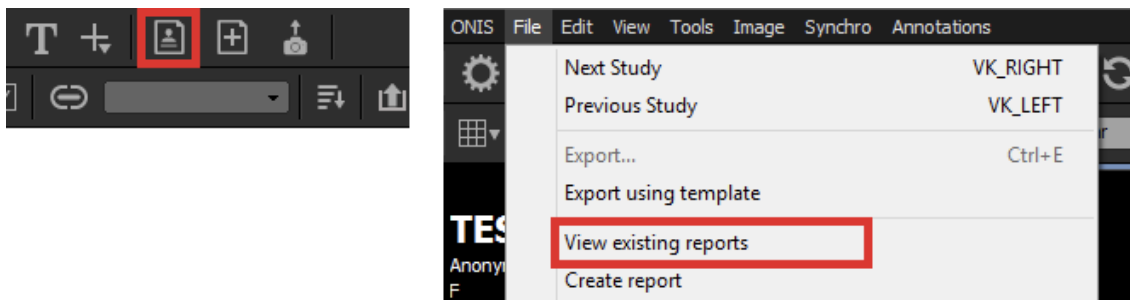 T
ONIS File Edit View Tools Image Synchro Annotations
Next Study VK_RIGHT
Previous Study VK_LEFT
Export... Ctrl+E
Export using template
View existing reports
TES
Create report
Anony
F